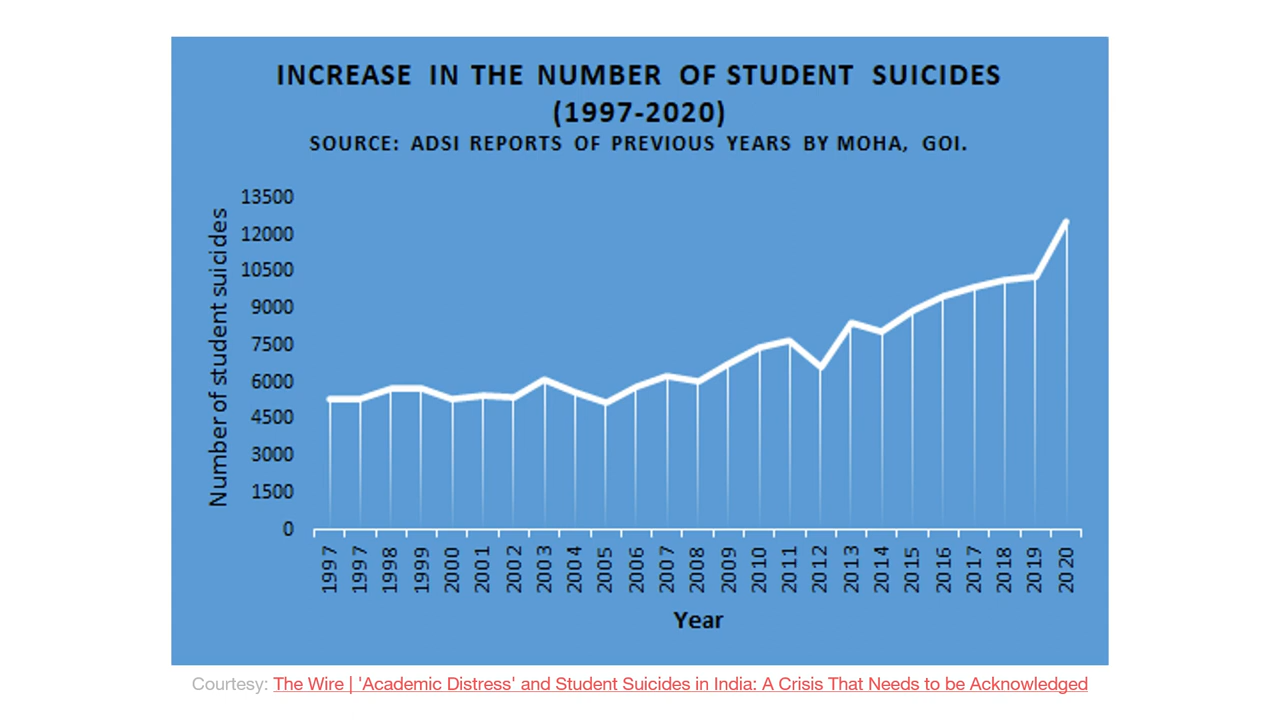 INCREASE IN THE NUMBER OF STUDENT SUICIDES
(1997-2020)
SOURCE: ADSI REPORTS OF PREVIOUS YEARS BY MOHA, GOI.
Number of student suicides
13500
12000
10500
9000
7500
6000
4500
3000
1500
0
1997 1997 1998 1999 2000 2001 2002 2003 2004 2005 2006 2007 2008 2009 2010 2011 2012 2013 2014 2015 2016 2017 2018 2019 2020
Year
Courtesy: The Wire | 'Academic Distress' and Student Suicides in India: A Crisis That Needs to be Acknowledged